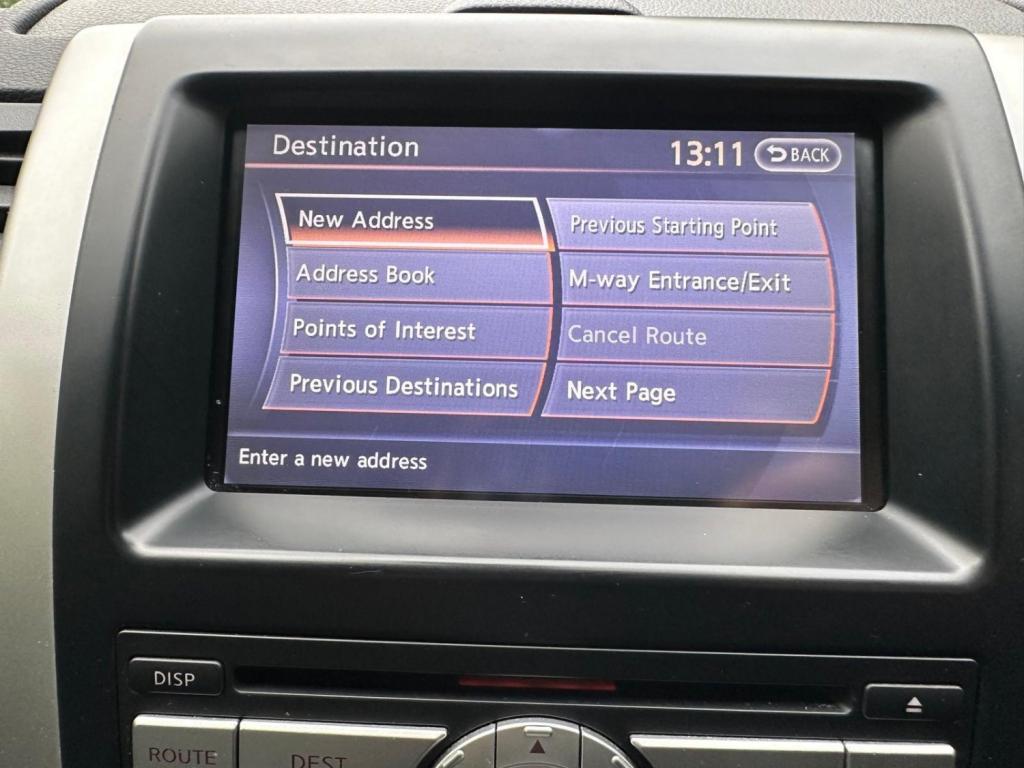 Destination
13:11
BACK
New Address
Previous Starting Point
Address Book
M-way Entrance/Exit
Points of Interest
Cancel Route
Previous Destinations
Next Page
Enter a new address
DISP
ROUTE
DEST